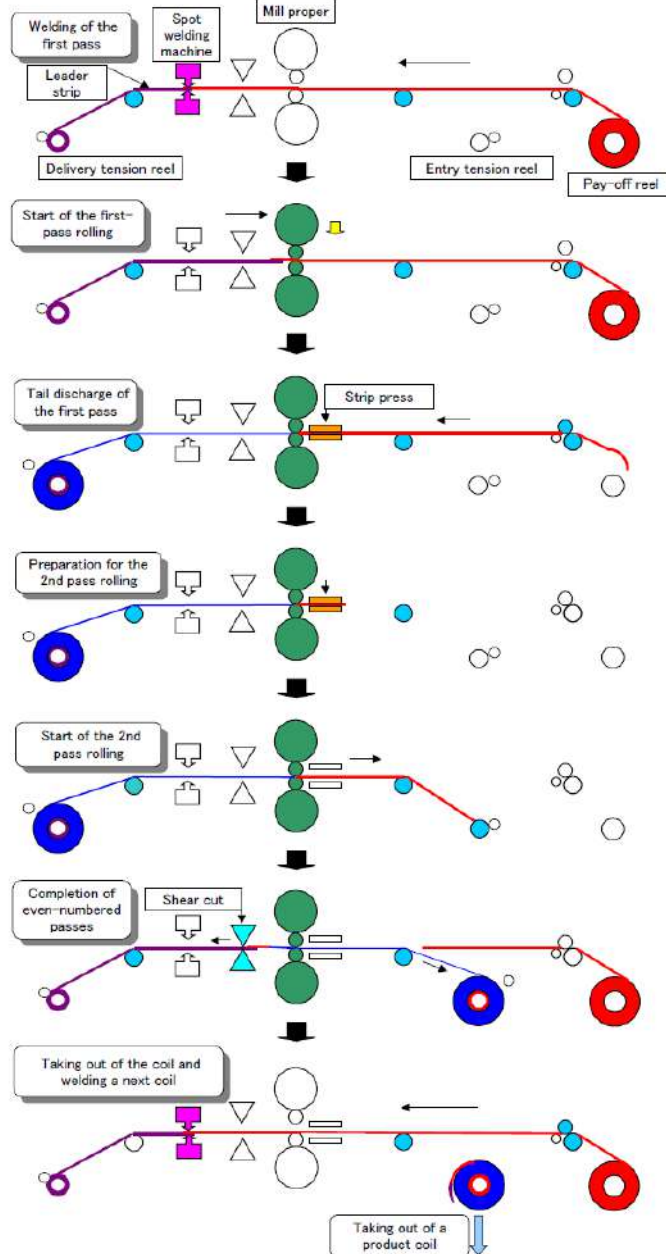 Mill proper
Welding of
the first pass
Spot
welding
machine
Leader
strip
Delivery tension reel
Entry tension reel
Pay-off reel
Start of the first-
pass rolling
Tail discharge of
the first pass
Strip press
Preparation for the
2nd pass rolling
Start of the 2nd
pass rolling
Completion of
even-numbered
passes
Shear cut
Taking out of the coil and
welding a next coil
Taking out of a
product coil